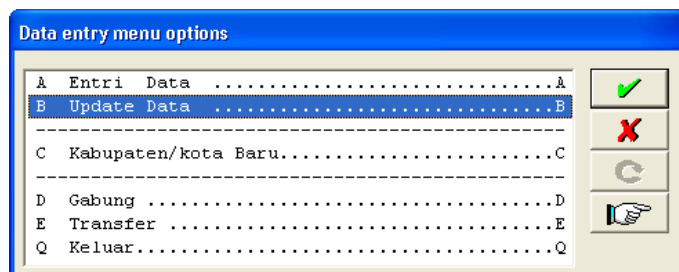 Data entry menu options
A Entri Data ...............................A
B Update Data ...............................B
-------------------------------------------------
C Kabupaten/kota Baru.........................C
-------------------------------------------------
D Gabung .....................................D
E Transfer ...................................E
Q Keluar......................................Q